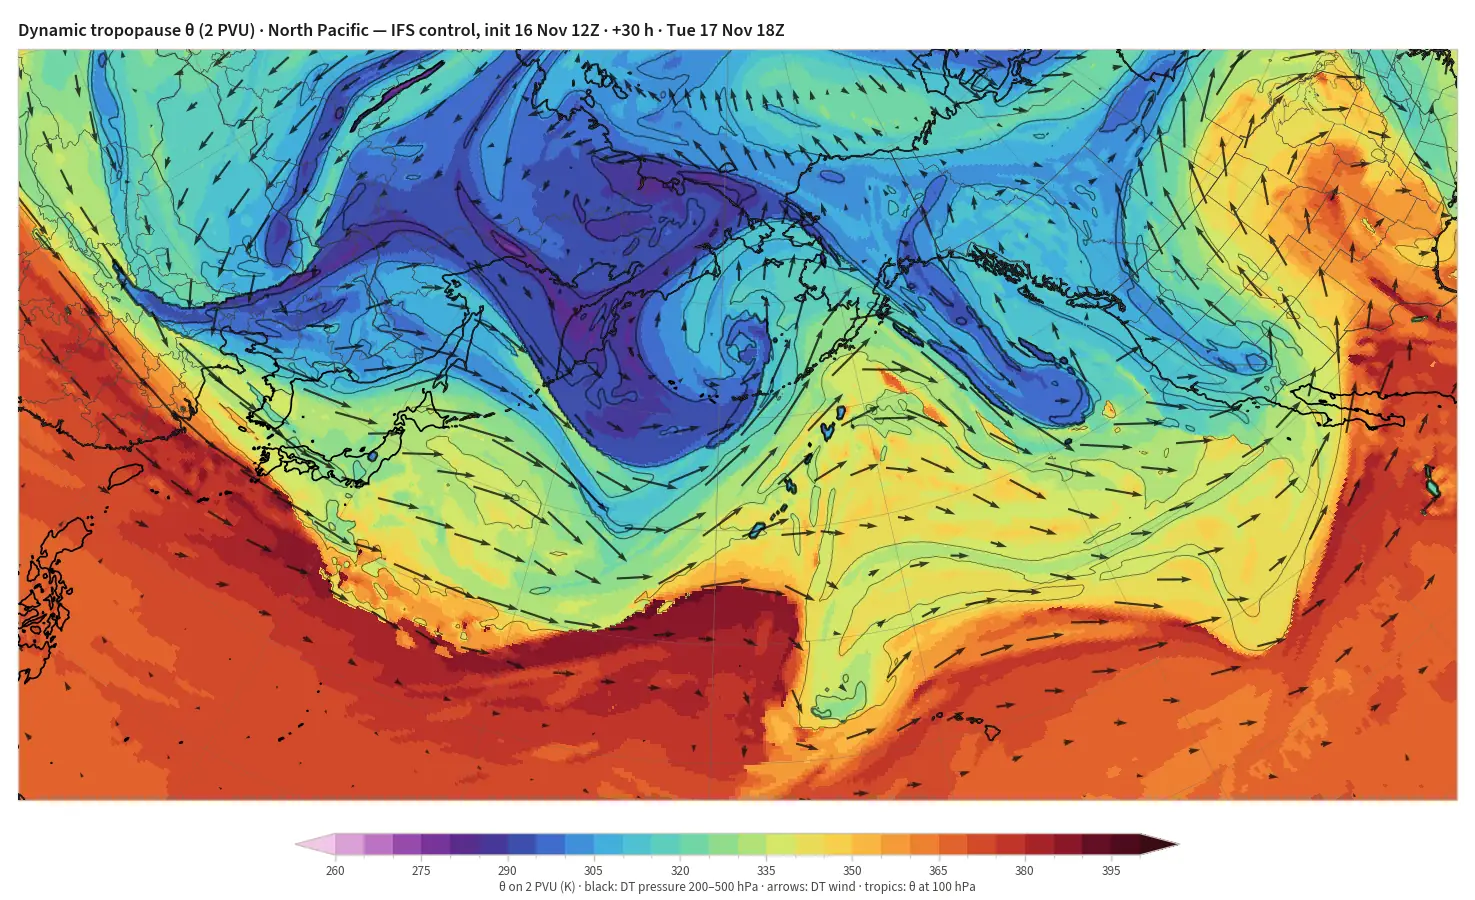 Dynamic tropopause θ (2 PVU) · North Pacific — IFS control, init 16 Nov 12Z · +30 h · Tue 17 Nov 18Z
260 275 290 305 320 335 350 365 380 395
θ on 2 PVU (K) · black: DT pressure 200–500 hPa · arrows: DT wind · tropics: θ at 100 hPa